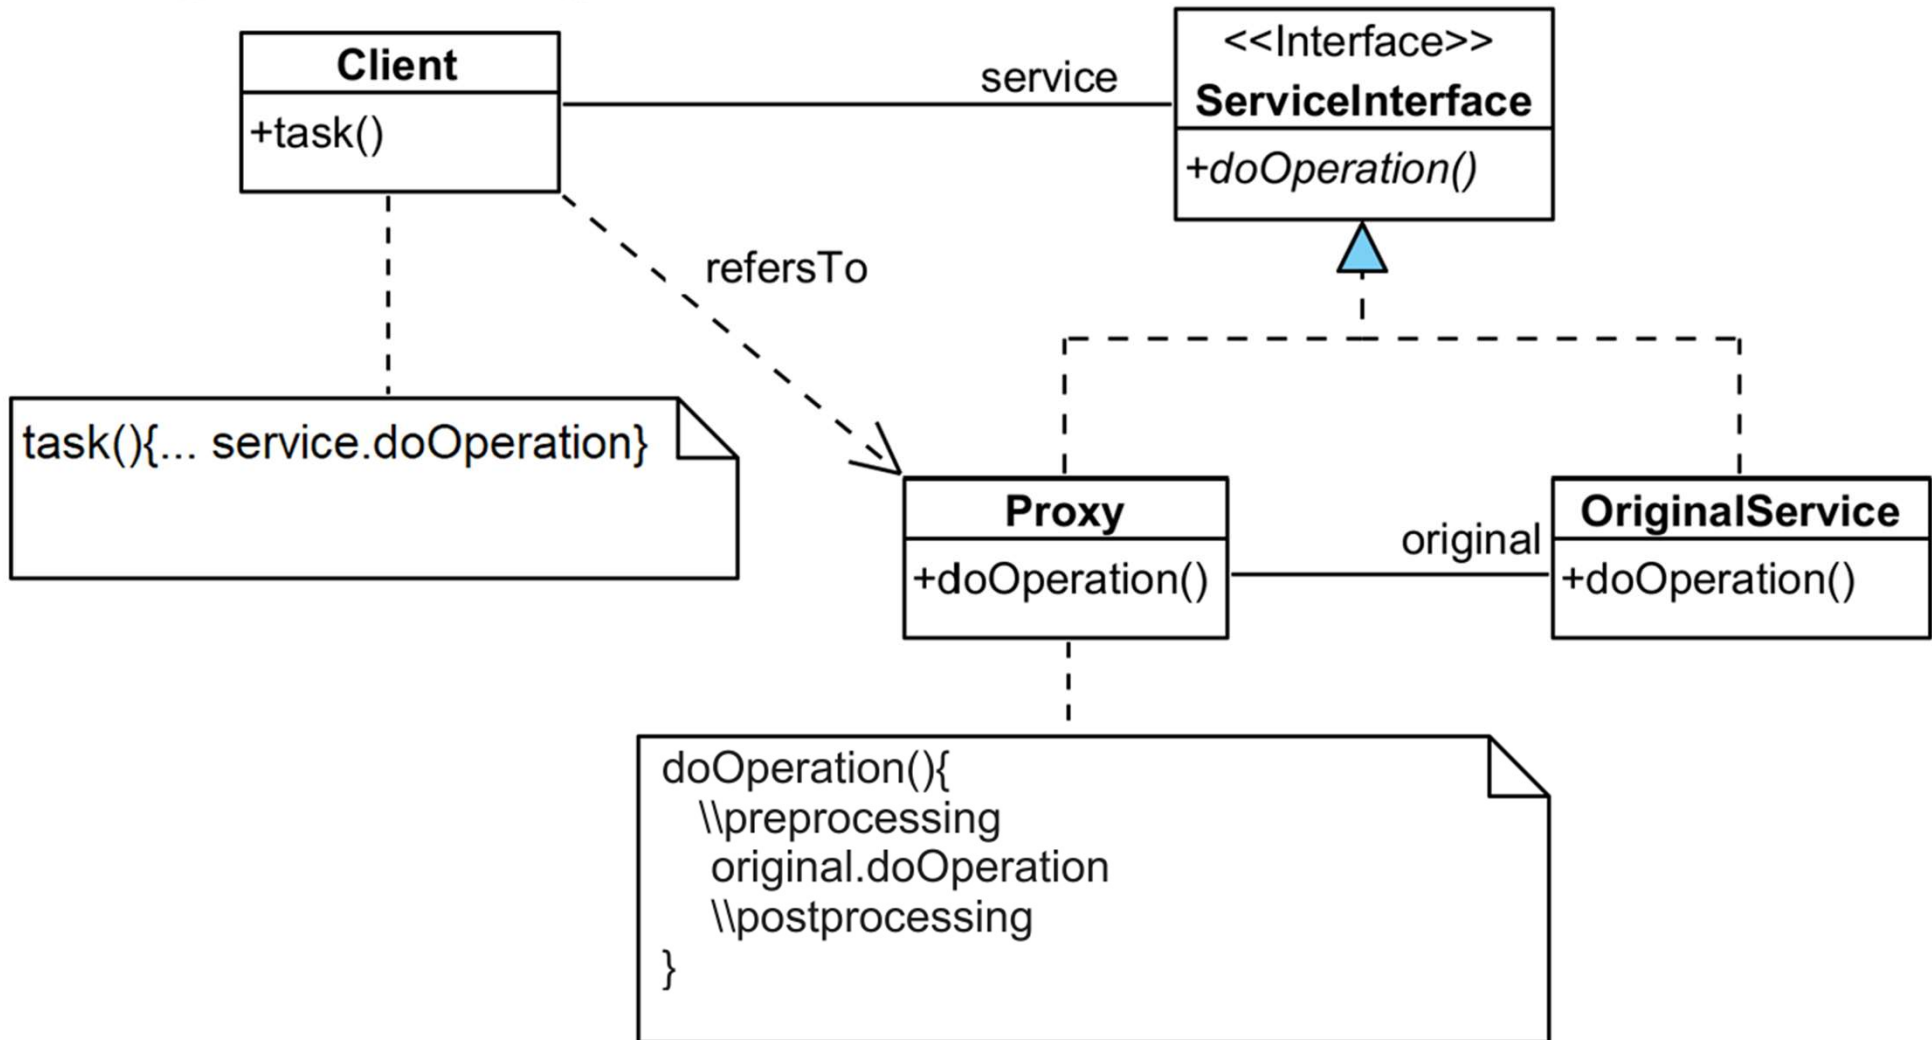 Client
+task()
service
<<Interface>>
ServiceInterface
+doOperation()
refersTo
task(){... service.doOperation}
Proxy
+doOperation()
original
OriginalService
+doOperation()
doOperation(){
\\preprocessing
original.doOperation
\\postprocessing
}